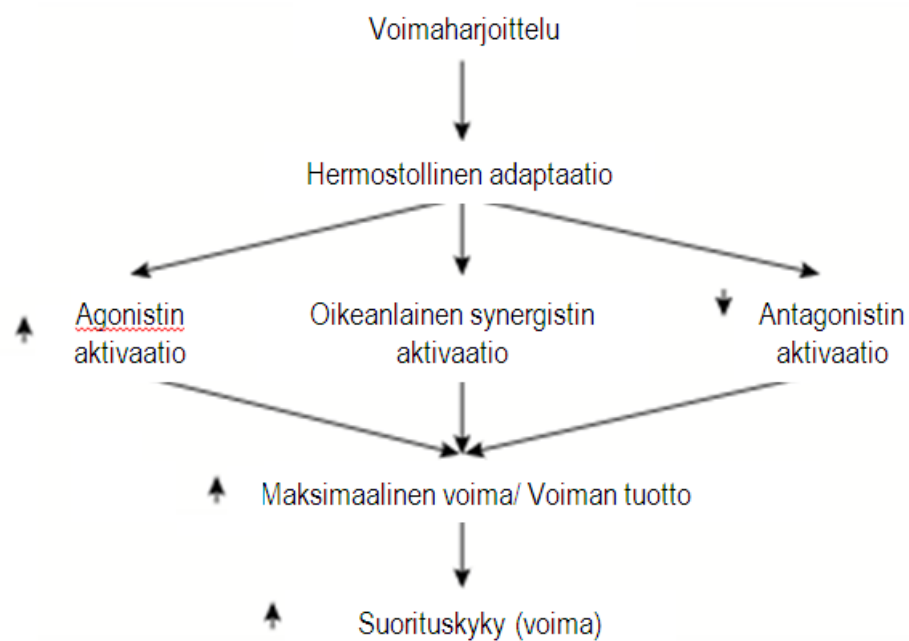 Voimaharjoittelu
Hermostollinen adaptaatio
Agonistin
aktivaatio
Oikeanlainen synergistin
aktivaatio
Antagonistin
aktivaatio
Maksimaalinen voima/ Voiman tuotto
Suorituskyky (voima)